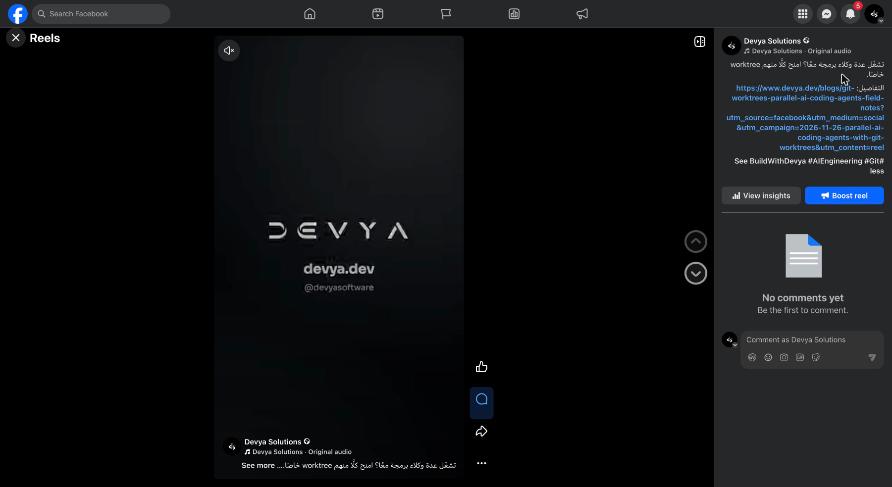 Search Facebook
5
Reels
DEVYA
devya.dev
@devyasoftware
Devya Solutions
Devya Solutions · Original audio
تشغّل عدة وكلاء برمجة معًا؟ امنح كلًّا منهم worktree خاصًا.... See more
Devya Solutions
Devya Solutions · Original audio
تشغّل عدة وكلاء برمجة معًا؟ امنح كلًّا منهم worktree
خاصًا.
التفاصيل: https://www.devya.dev/blogs/git-
worktrees-parallel-ai-coding-agents-field-
notes?
utm_source=facebook&utm_medium=social
&utm_campaign=2026-11-26-parallel-ai-
coding-agents-with-git-
worktrees&utm_content=reel
See BuildWithDevya #AIEngineering #Git#
less
View insights
Boost reel
No comments yet
Be the first to comment.
Comment as Devya Solutions